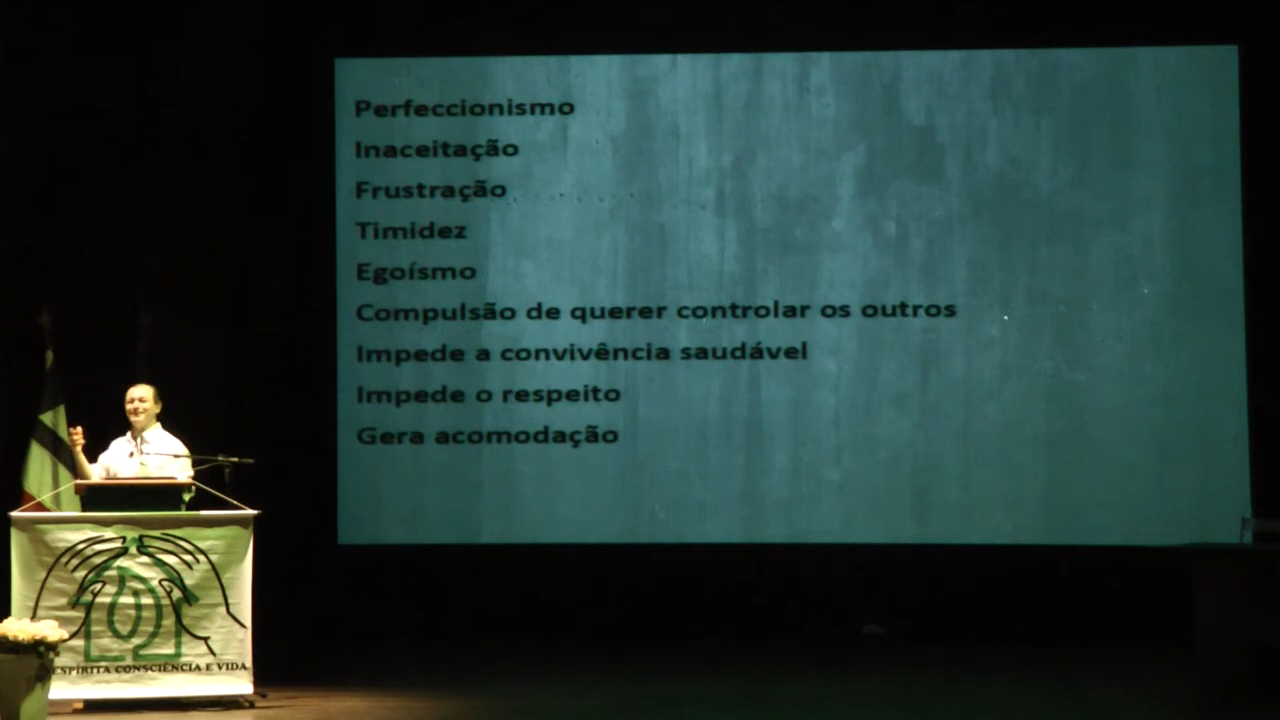 Perfeccionismo
Inaceitação
Frustração
Timidez
Egoísmo
Compulsão de querer controlar os outros
Impede a convivência saudável
Impede o respeito
Gera acomodação
ESPÍRITA CONSCIÊNCIA E VIDA